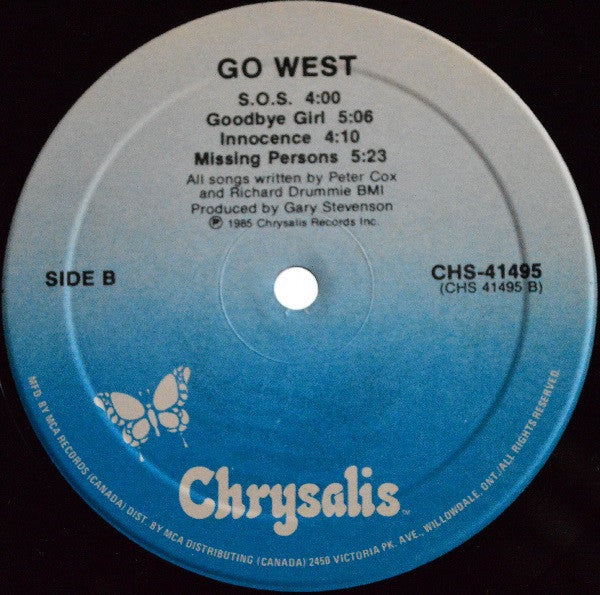 GO WEST
S.O.S. 4:00
Goodbye Girl 5:06
Innocence 4:10
Missing Persons 5:23
All songs written by Peter Cox
and Richard Drummie BMI
Produced by Gary Stevenson
℗ 1985 Chrysalis Records Inc.
SIDE B
CHS-41495
(CHS 41495 B)
Chrysalis™
MFD. BY MCA RECORDS (CANADA) DIST. BY MCA DISTRIBUTING (CANADA) 2450 VICTORIA PK. AVE., WILLOWDALE, ONT./ALL RIGHTS RESERVED.